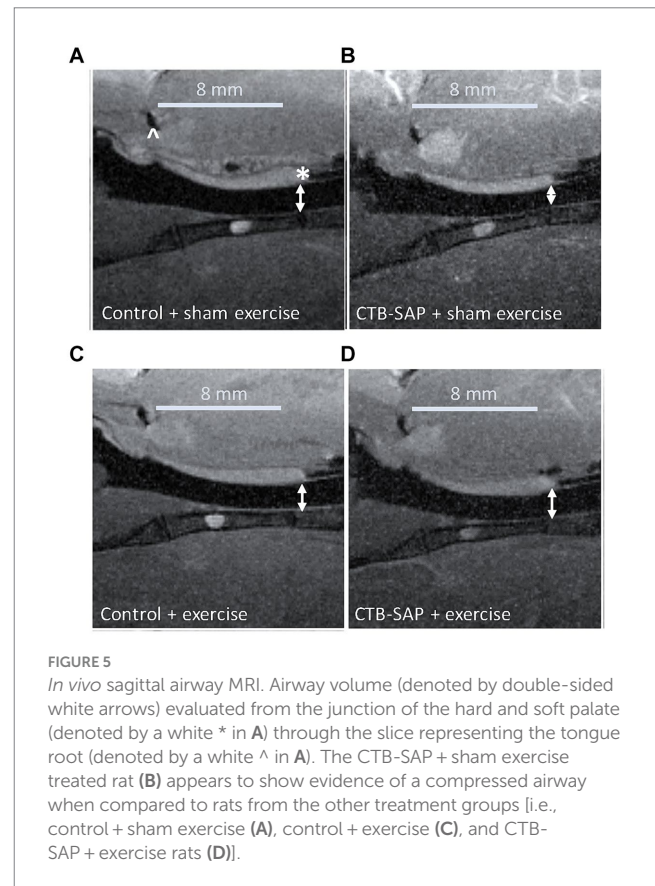 A
B
8 mm
8 mm
^
*
Control + sham exercise
CTB-SAP + sham exercise
C
D
8 mm
8 mm
Control + exercise
CTB-SAP + exercise
FIGURE 5
In vivo sagittal airway MRI. Airway volume (denoted by double-sided
white arrows) evaluated from the junction of the hard and soft palate
(denoted by a white * in A) through the slice representing the tongue
root (denoted by a white ^ in A). The CTB-SAP + sham exercise
treated rat (B) appears to show evidence of a compressed airway
when compared to rats from the other treatment groups [i.e.,
control + sham exercise (A), control + exercise (C), and CTB-
SAP + exercise rats (D)].